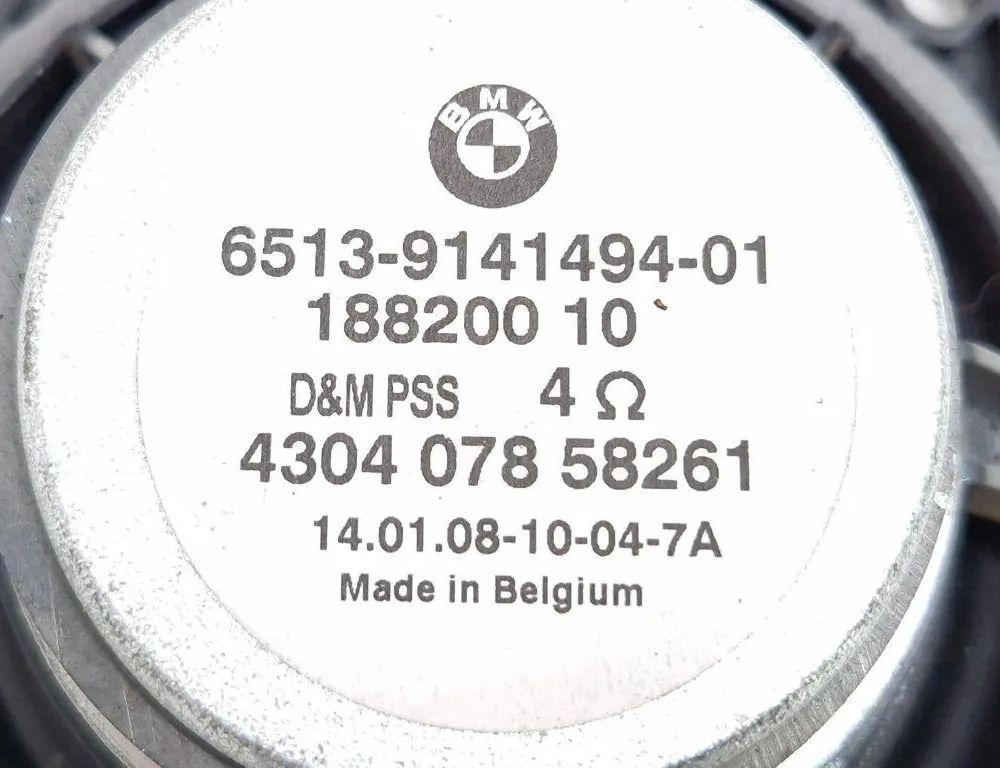 BMW
6513-9141494-01
188200 10
D&M PSS 4 Ω
4304 078 58261
14.01.08-10-04-7A
Made in Belgium